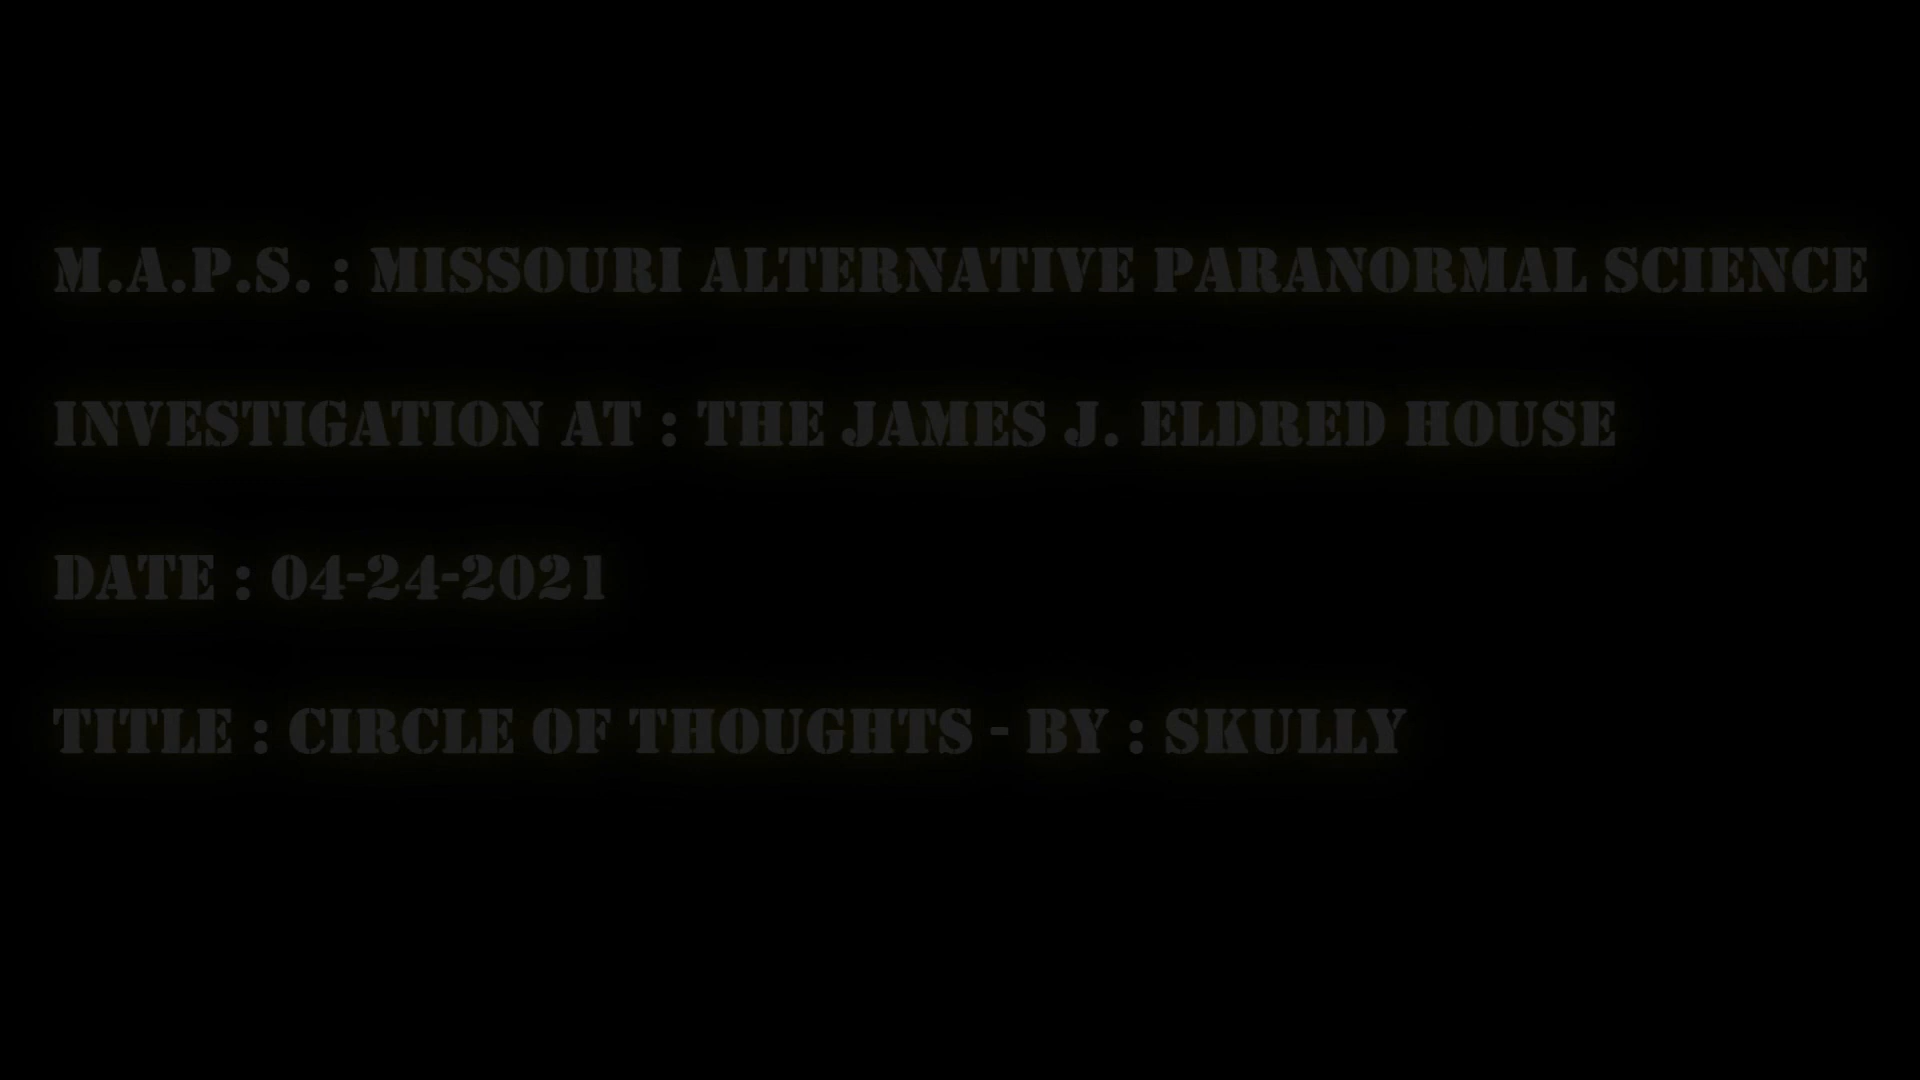 M.A.P.S. : MISSOURI ALTERNATIVE PARANORMAL SCIENCE
INVESTIGATION AT : THE JAMES J. ELDRED HOUSE
DATE : 04-24-2021
TITLE : CIRCLE OF THOUGHTS - BY : SKULLY